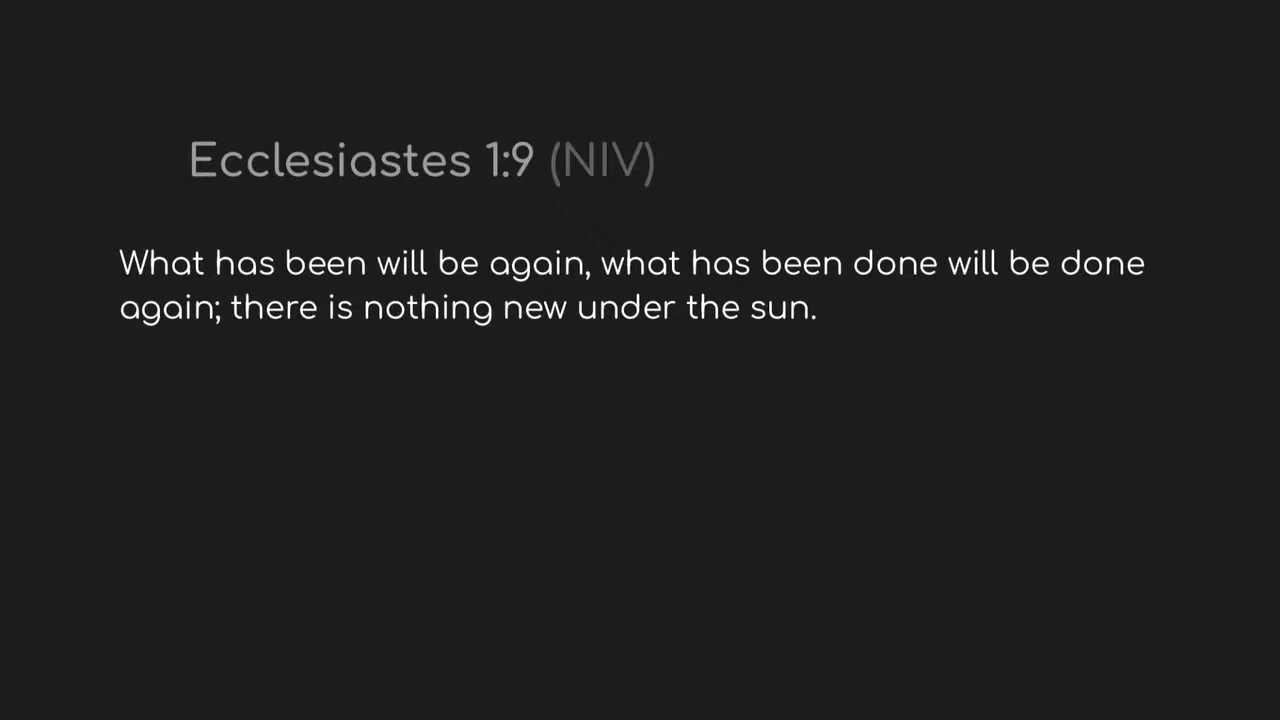 Ecclesiastes 1:9 (NIV)
What has been will be again, what has been done will be done
again; there is nothing new under the sun.